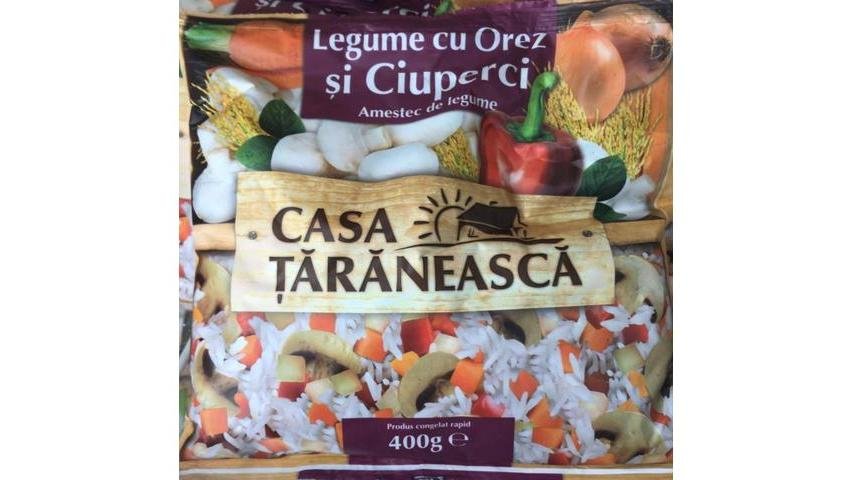 Legume cu Orez
și Ciuperci
Amestec de legume
CASA
ȚĂRĂNEASCĂ
Produs congelat rapid
400g ℮